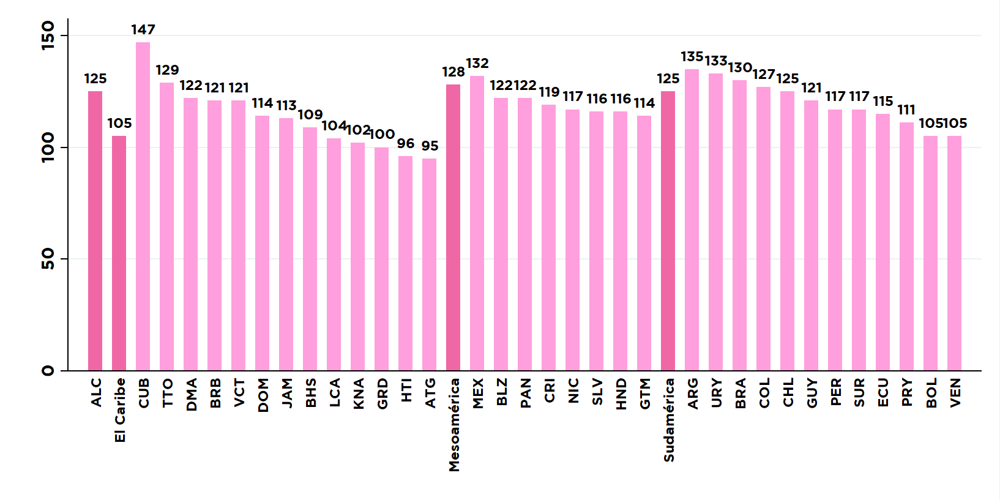 150
100
50
0
125
105
147
129
122
121
121
114
113
109
104
102
100
96
95
128
132
122
122
119
117
116
116
114
125
135
133
130
127
125
121
117
117
115
111
105
105
ALC
El Caribe
CUB
TTO
DMA
BRB
VCT
DOM
JAM
BHS
LCA
KNA
GRD
HTI
ATG
Mesoamérica
MEX
BLZ
PAN
CRI
NIC
SLV
HND
GTM
Sudamérica
ARG
URY
BRA
COL
CHL
GUY
PER
SUR
ECU
PRY
BOL
VEN